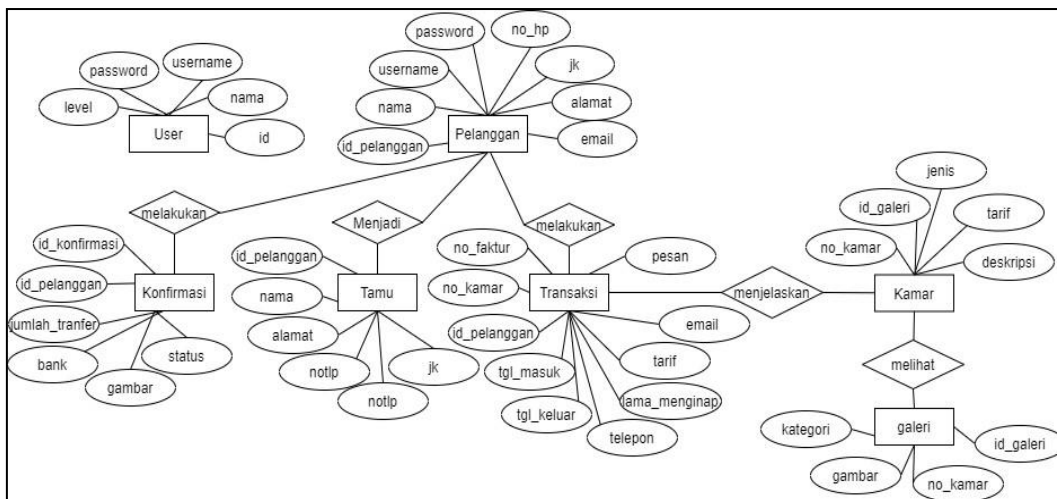 password
username
level
nama
User
id
password
no_hp
username
jk
nama
alamat
id_pelanggan
Pelanggan
email
melakukan
Menjadi
melakukan
id_konfirmasi
id_pelanggan
Konfirmasi
jumlah_tranfer
bank
status
gambar
id_pelanggan
nama
Tamu
alamat
notlp
jk
notlp
no_faktur
pesan
no_kamar
Transaksi
id_pelanggan
email
tgl_masuk
tarif
lama_menginap
tgl_keluar
telepon
menjelaskan
jenis
id_galeri
tarif
no_kamar
deskripsi
Kamar
melihat
kategori
galeri
id_galeri
gambar
no_kamar